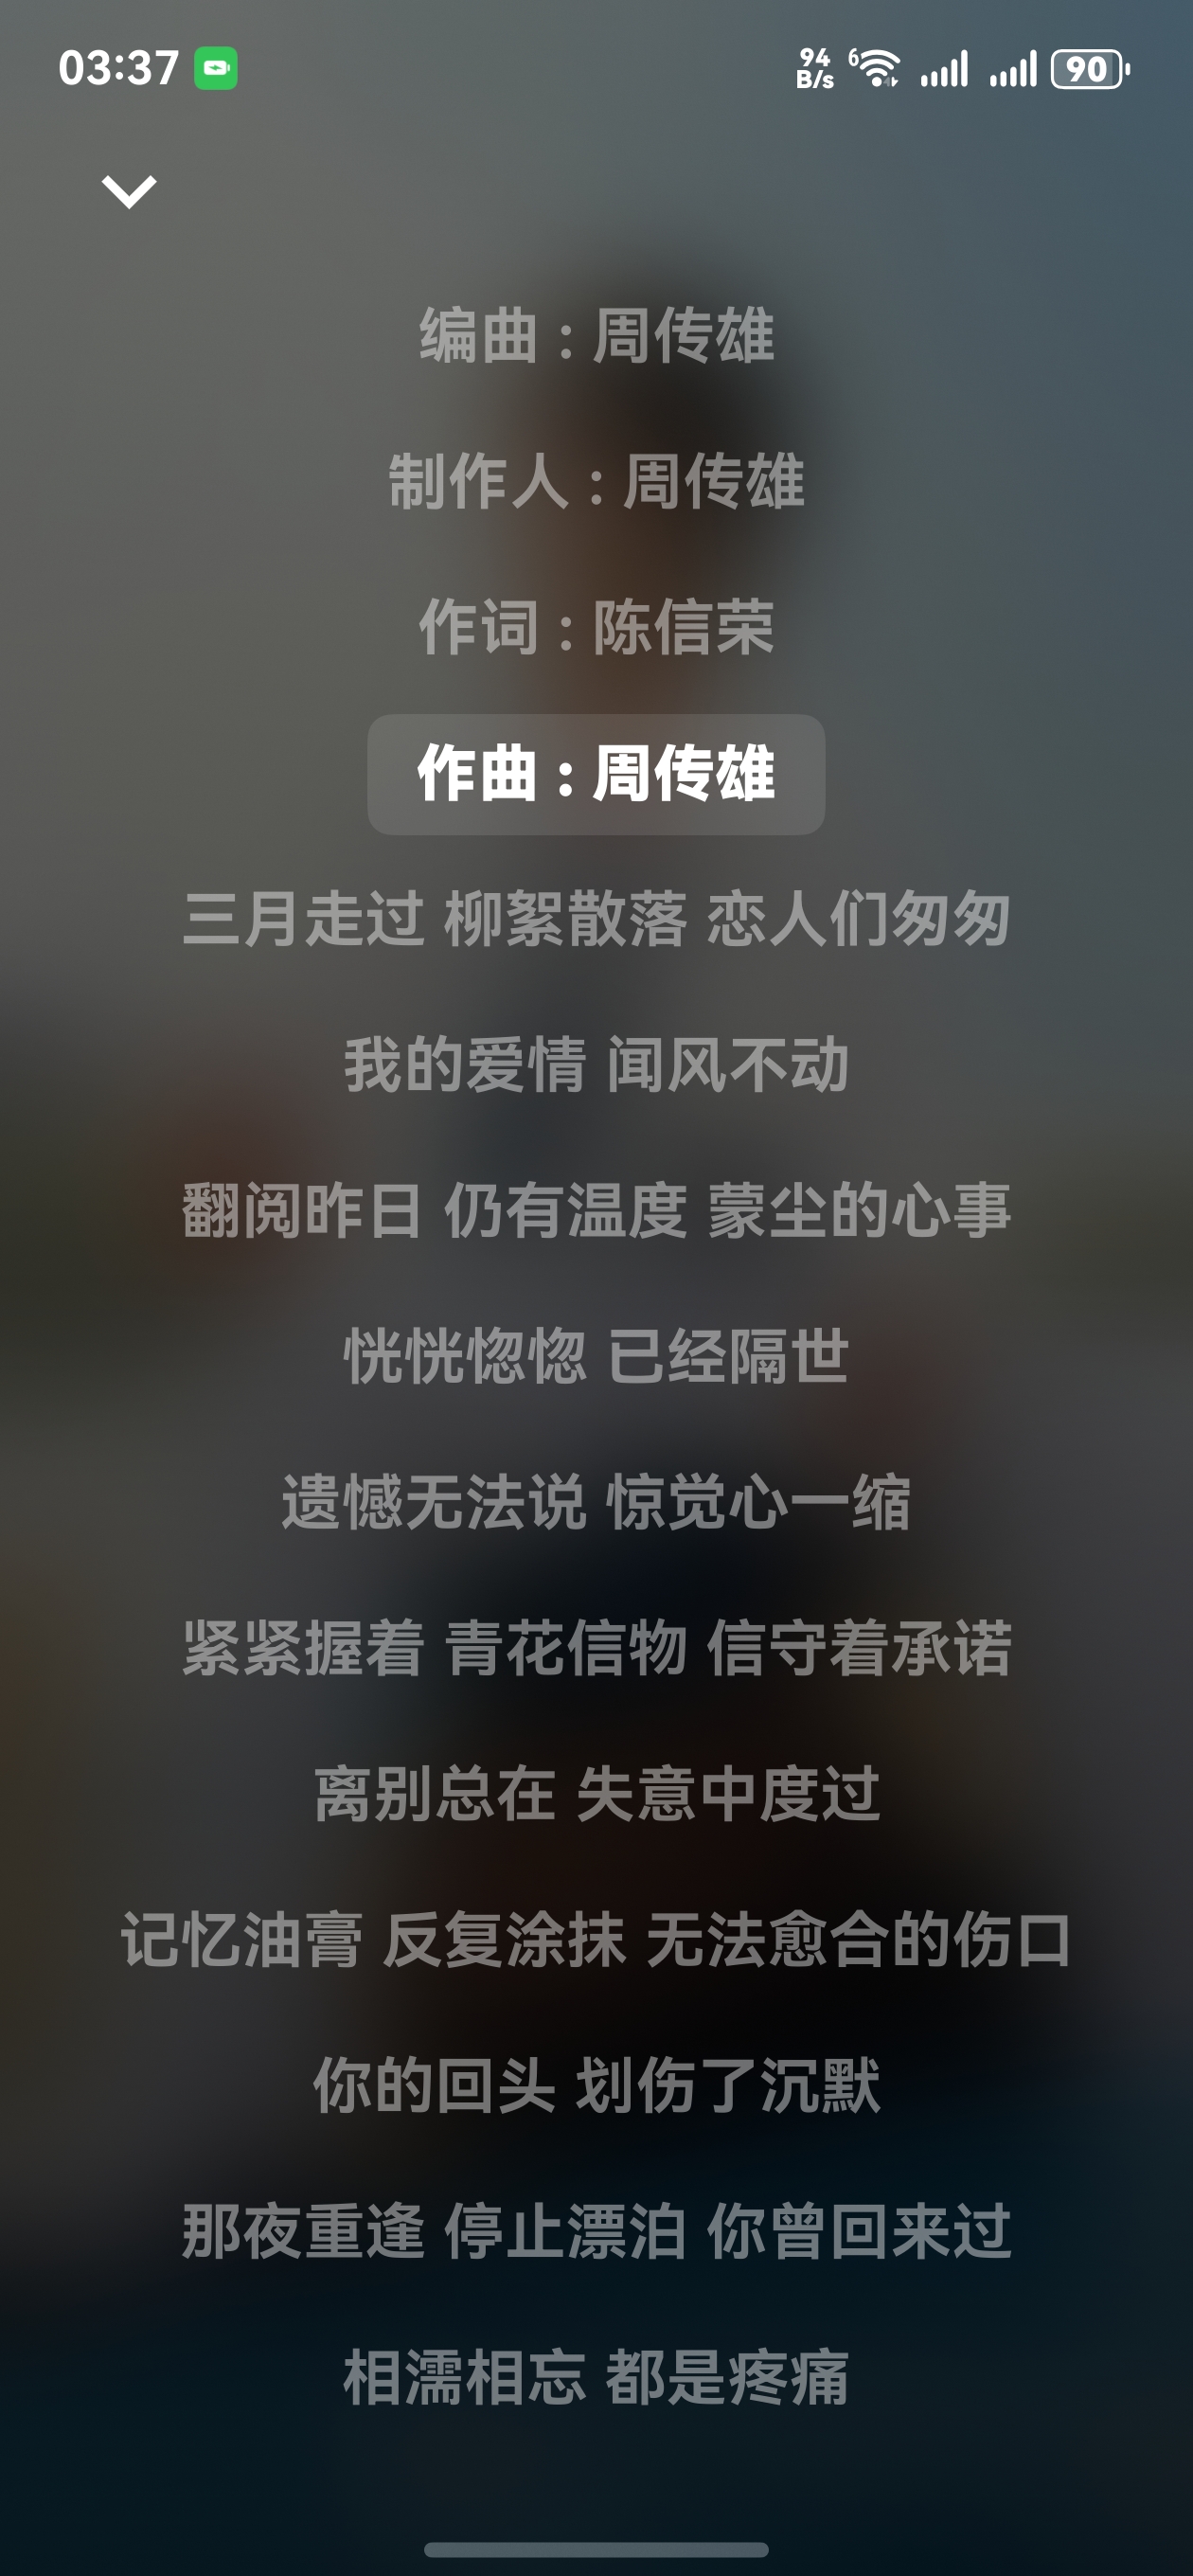 03:37
94 B/s 6 90
编曲 : 周传雄
制作人 : 周传雄
作词 : 陈信荣
作曲 : 周传雄
三月走过 柳絮散落 恋人们匆匆
我的爱情 闻风不动
翻阅昨日 仍有温度 蒙尘的心事
恍恍惚惚 已经隔世
遗憾无法说 惊觉心一缩
紧紧握着 青花信物 信守着承诺
离别总在 失意中度过
记忆油膏 反复涂抹 无法愈合的伤口
你的回头 划伤了沉默
那夜重逢 停止漂泊 你曾回来过
相濡相忘 都是疼痛